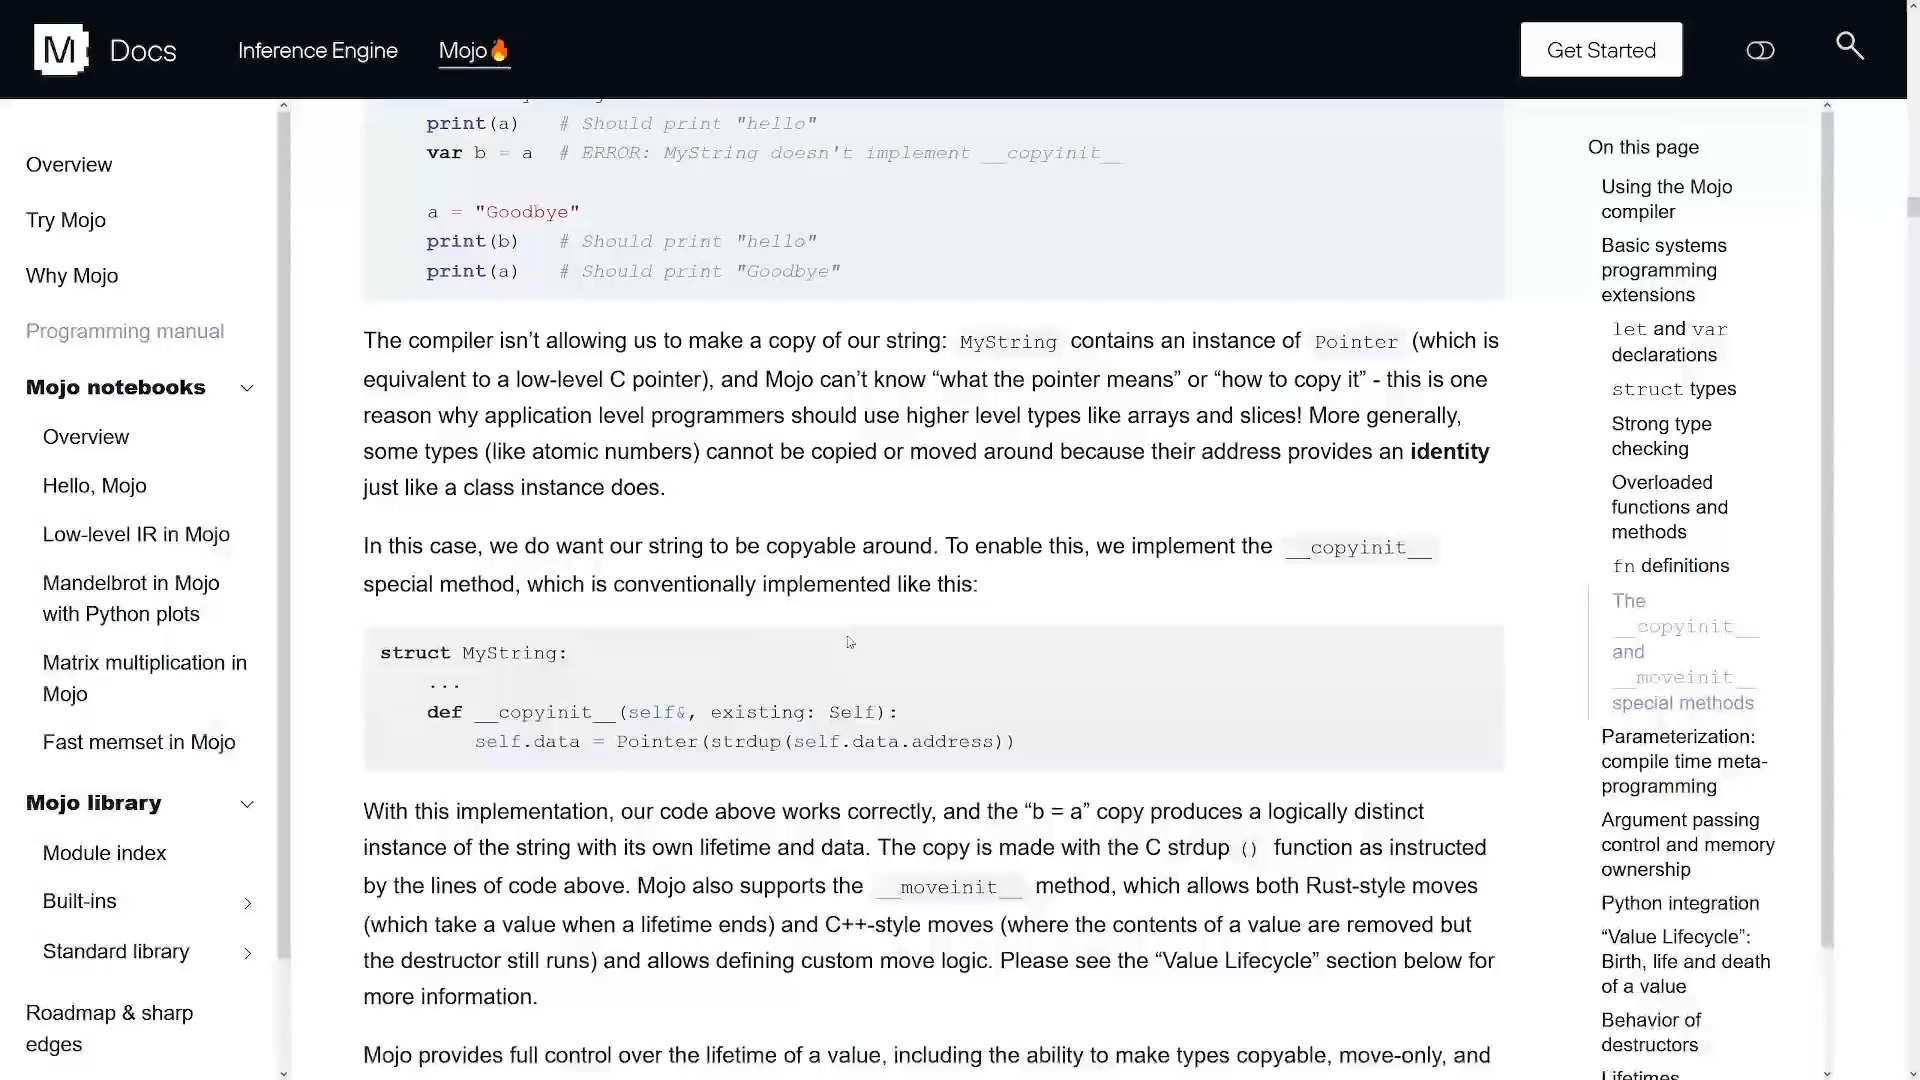 M Docs
Inference Engine
Mojo🔥
Get Started
Overview
Try Mojo
Why Mojo
Programming manual
Mojo notebooks
Overview
Hello, Mojo
Low-level IR in Mojo
Mandelbrot in Mojo
with Python plots
Matrix multiplication in
Mojo
Fast memset in Mojo
Mojo library
Module index
Built-ins
Standard library
Roadmap & sharp
edges
print(a)   # Should print "hello"
var b = a  # ERROR: MyString doesn't implement __copyinit__
a = "Goodbye"
print(b)   # Should print "hello"
print(a)   # Should print "Goodbye"
The compiler isn’t allowing us to make a copy of our string: MyString contains an instance of Pointer (which is
equivalent to a low-level C pointer), and Mojo can’t know “what the pointer means” or “how to copy it” - this is one
reason why application level programmers should use higher level types like arrays and slices! More generally,
some types (like atomic numbers) cannot be copied or moved around because their address provides an identity
just like a class instance does.
In this case, we do want our string to be copyable around. To enable this, we implement the __copyinit__
special method, which is conventionally implemented like this:
struct MyString:
...
def __copyinit__(self&, existing: Self):
self.data = Pointer(strdup(self.data.address))
With this implementation, our code above works correctly, and the “b = a” copy produces a logically distinct
instance of the string with its own lifetime and data. The copy is made with the C strdup () function as instructed
by the lines of code above. Mojo also supports the __moveinit__ method, which allows both Rust-style moves
(which take a value when a lifetime ends) and C++-style moves (where the contents of a value are removed but
the destructor still runs) and allows defining custom move logic. Please see the “Value Lifecycle” section below for
more information.
Mojo provides full control over the lifetime of a value, including the ability to make types copyable, move-only, and
On this page
Using the Mojo
compiler
Basic systems
programming
extensions
let and var
declarations
struct types
Strong type
checking
Overloaded
functions and
methods
fn definitions
The
__copyinit__
and
__moveinit__
special methods
Parameterization:
compile time meta-
programming
Argument passing
control and memory
ownership
Python integration
“Value Lifecycle”:
Birth, life and death
of a value
Behavior of
destructors
Lifetimes